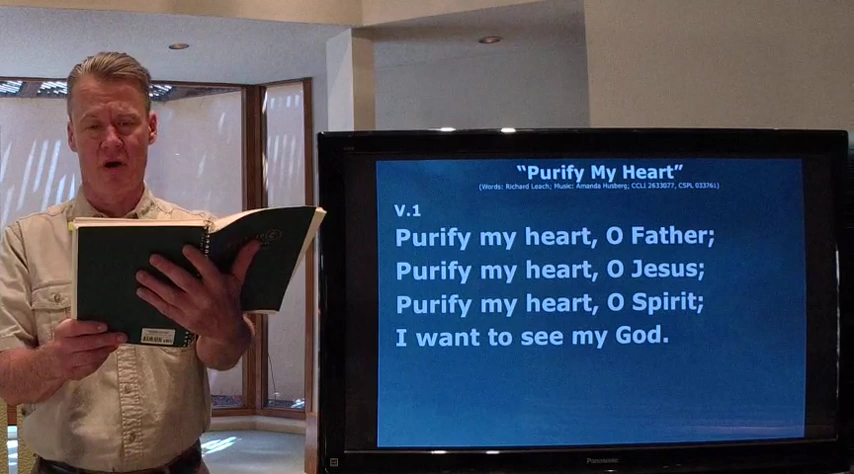 "Purify My Heart"
(Words: Richard Leach; Music: Amanda Husberg; CCLI 2633077, CSPL 033761)
V.1
Purify my heart, O Father;
Purify my heart, O Jesus;
Purify my heart, O Spirit;
I want to see my God.
Panasonic